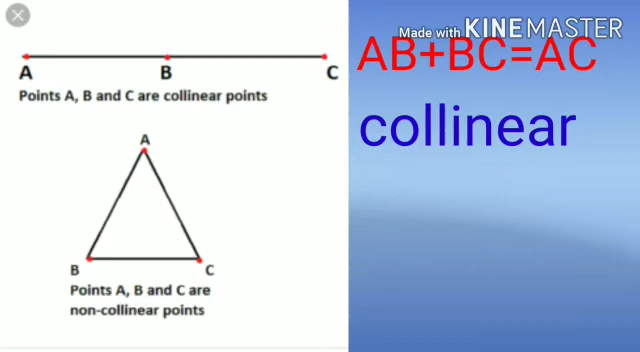 A B C
Points A, B and C are collinear points
A
B C
Points A, B and C are
non-collinear points
Made with KINEMASTER
AB+BC=AC
collinear